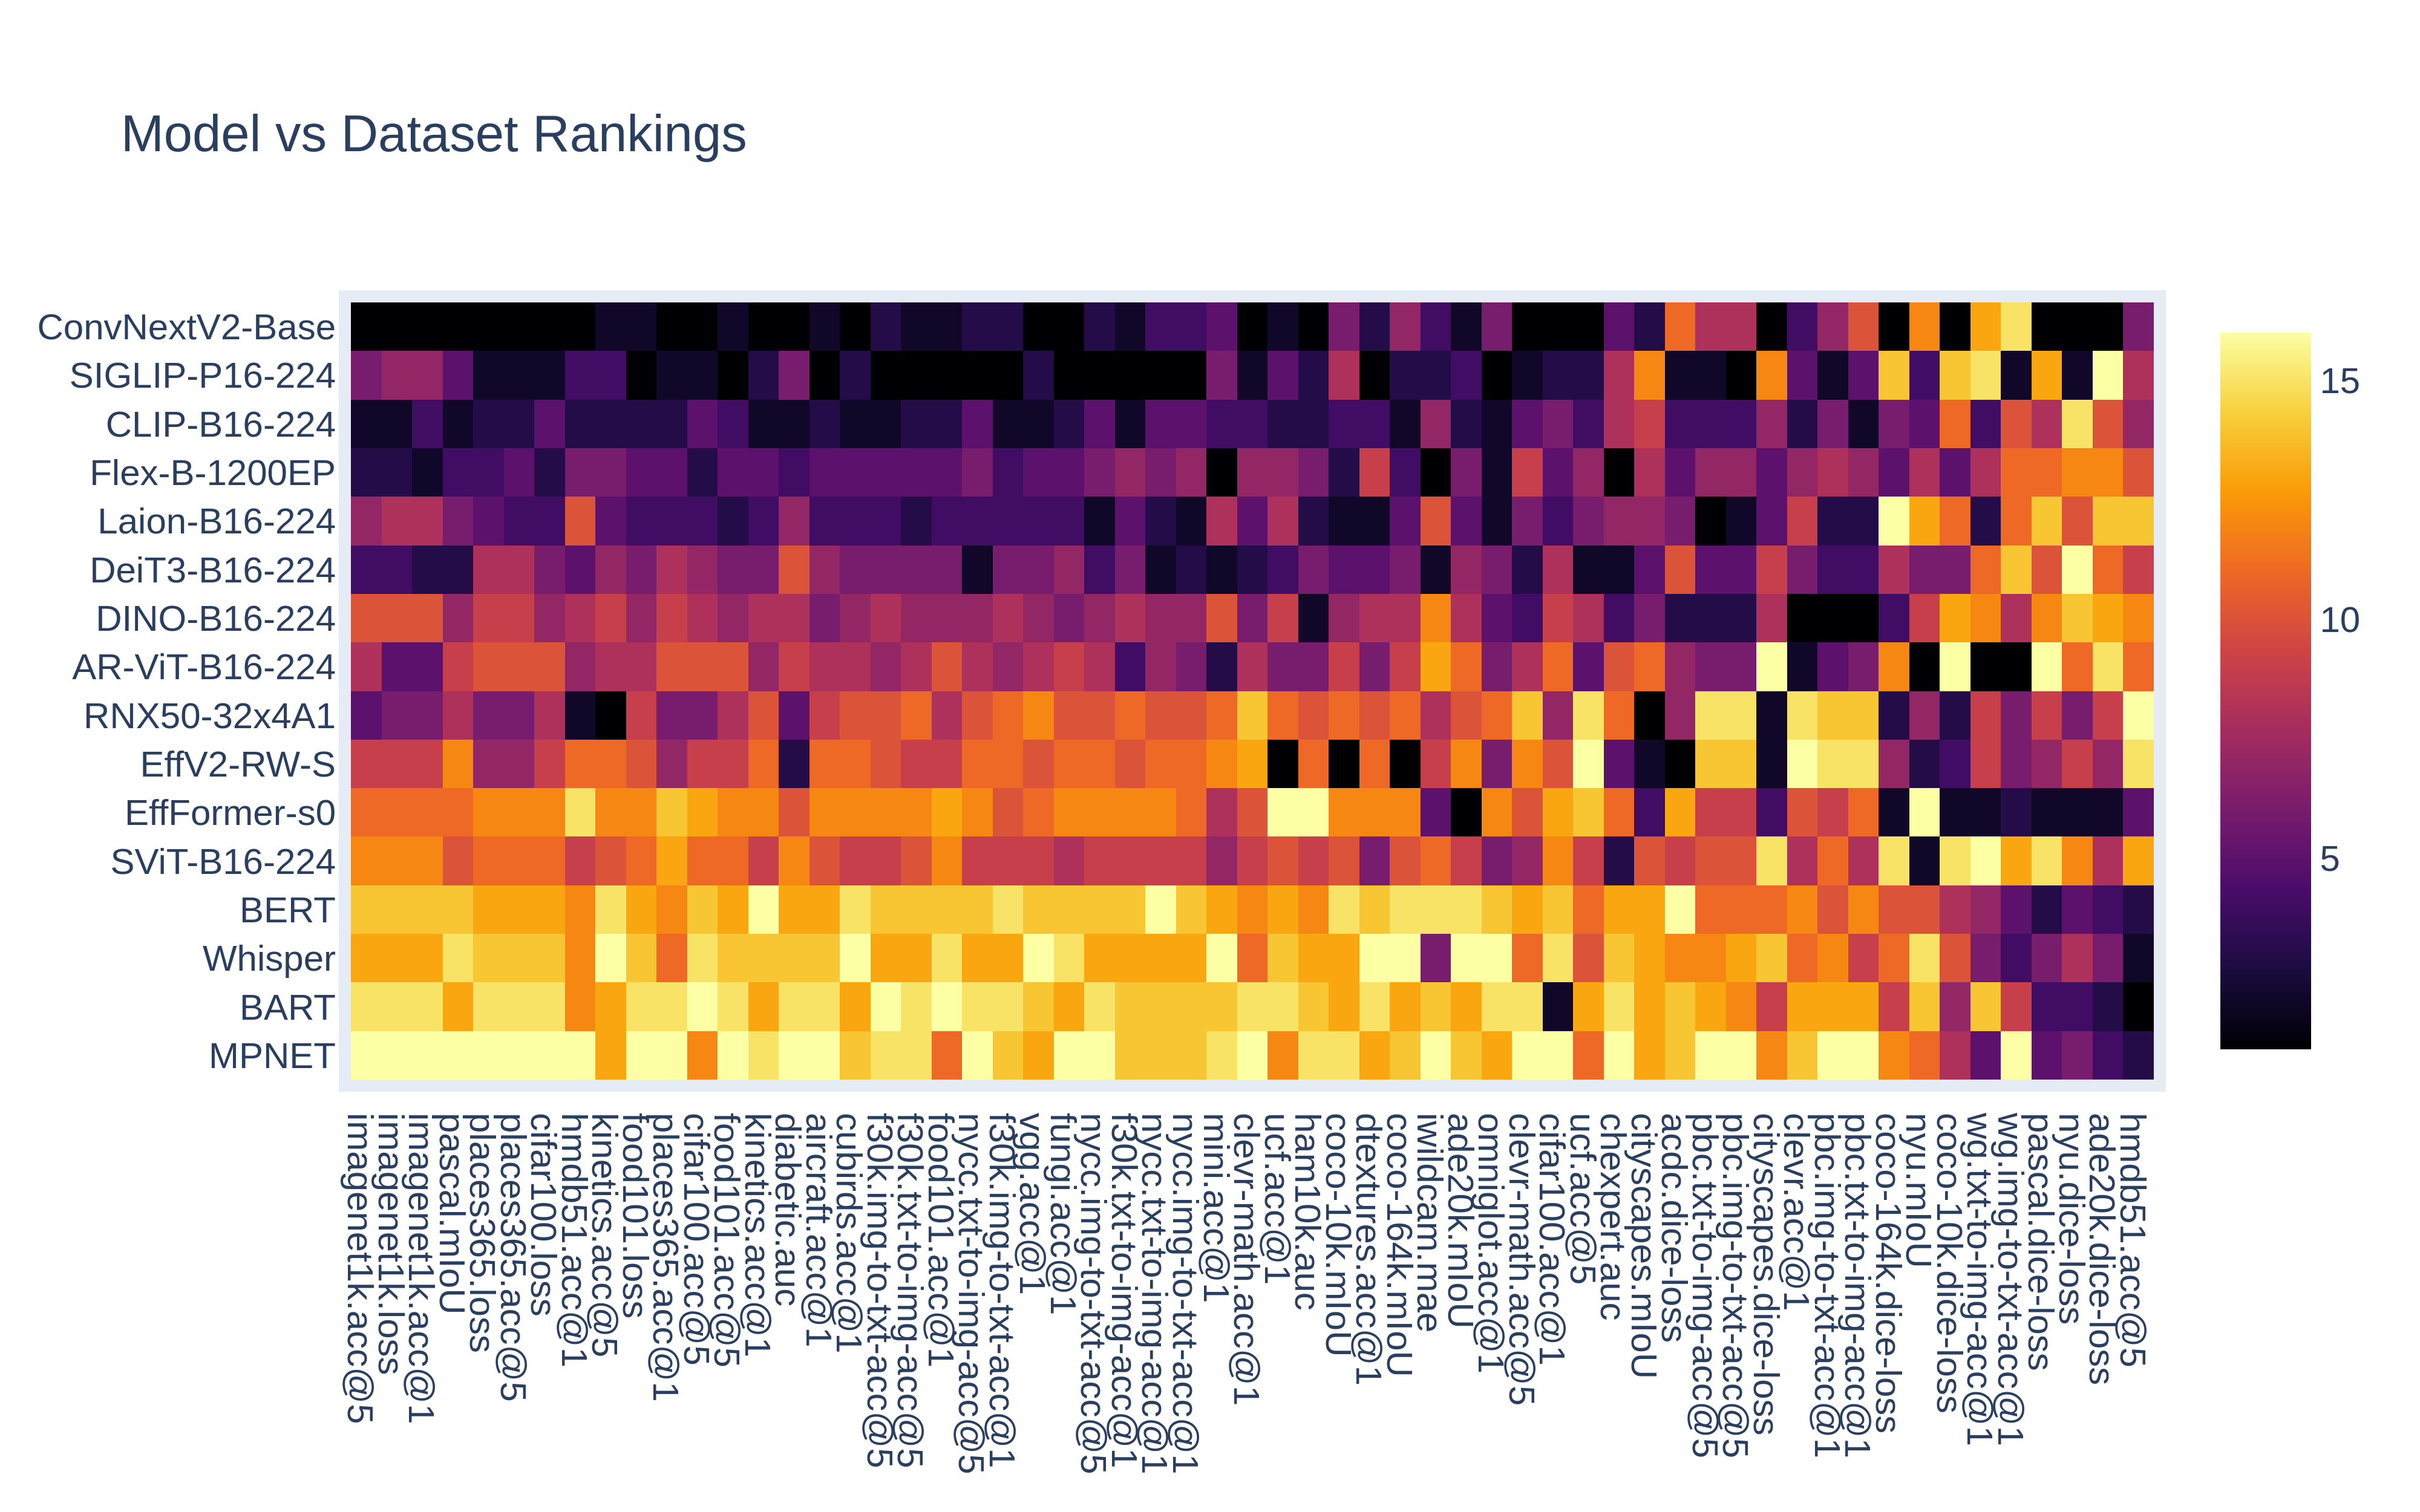 Model vs Dataset Rankings
ConvNextV2-Base
SIGLIP-P16-224
CLIP-B16-224
Flex-B-1200EP
Laion-B16-224
DeiT3-B16-224
DINO-B16-224
AR-ViT-B16-224
RNX50-32x4A1
EffV2-RW-S
EffFormer-s0
SViT-B16-224
BERT
Whisper
BART
MPNET
15
10
5
imagenet1k.acc@5
imagenet1k.loss
imagenet1k.acc@1
pascal.mIoU
places365.loss
places365.acc@5
cifar100.loss
hmdb51.acc@1
kinetics.acc@5
food101.loss
places365.acc@1
cifar100.acc@5
food101.acc@5
kinetics.acc@1
diabetic.auc
aircraft.acc@1
cubirds.acc@1
f30k.img-to-txt-acc@5
f30k.txt-to-img-acc@5
food101.acc@1
nycc.txt-to-img-acc@5
f30k.img-to-txt-acc@1
vgg.acc@1
fungi.acc@1
nycc.img-to-txt-acc@5
f30k.txt-to-img-acc@1
nycc.txt-to-img-acc@1
nycc.img-to-txt-acc@1
mini.acc@1
clevr-math.acc@1
ucf.acc@1
ham10k.auc
coco-10k.mIoU
dtextures.acc@1
coco-164k.mIoU
iwildcam.mae
ade20k.mIoU
omniglot.acc@1
clevr-math.acc@5
cifar100.acc@1
ucf.acc@5
chexpert.auc
cityscapes.mIoU
acdc.dice-loss
pbc.txt-to-img-acc@5
pbc.img-to-txt-acc@5
cityscapes.dice-loss
clevr.acc@1
pbc.img-to-txt-acc@1
pbc.txt-to-img-acc@1
coco-164k.dice-loss
nyu.mIoU
coco-10k.dice-loss
wg.txt-to-img-acc@1
wg.img-to-txt-acc@1
pascal.dice-loss
nyu.dice-loss
ade20k.dice-loss
hmdb51.acc@5